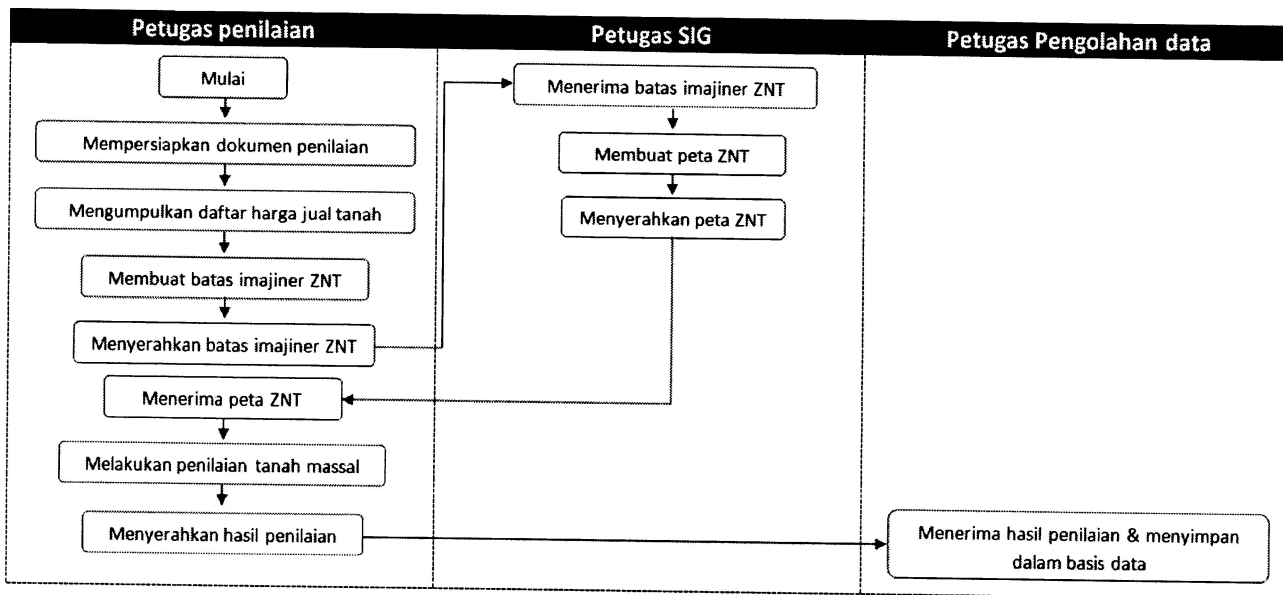 Petugas penilaian
Petugas SIG
Petugas Pengolahan data
Mulai
Mempersiapkan dokumen penilaian
Mengumpulkan daftar harga jual tanah
Membuat batas imajiner ZNT
Menyerahkan batas imajiner ZNT
Menerima peta ZNT
Melakukan penilaian tanah massal
Menyerahkan hasil penilaian
Menerima batas imajiner ZNT
Membuat peta ZNT
Menyerahkan peta ZNT
Menerima hasil penilaian & menyimpan
dalam basis data